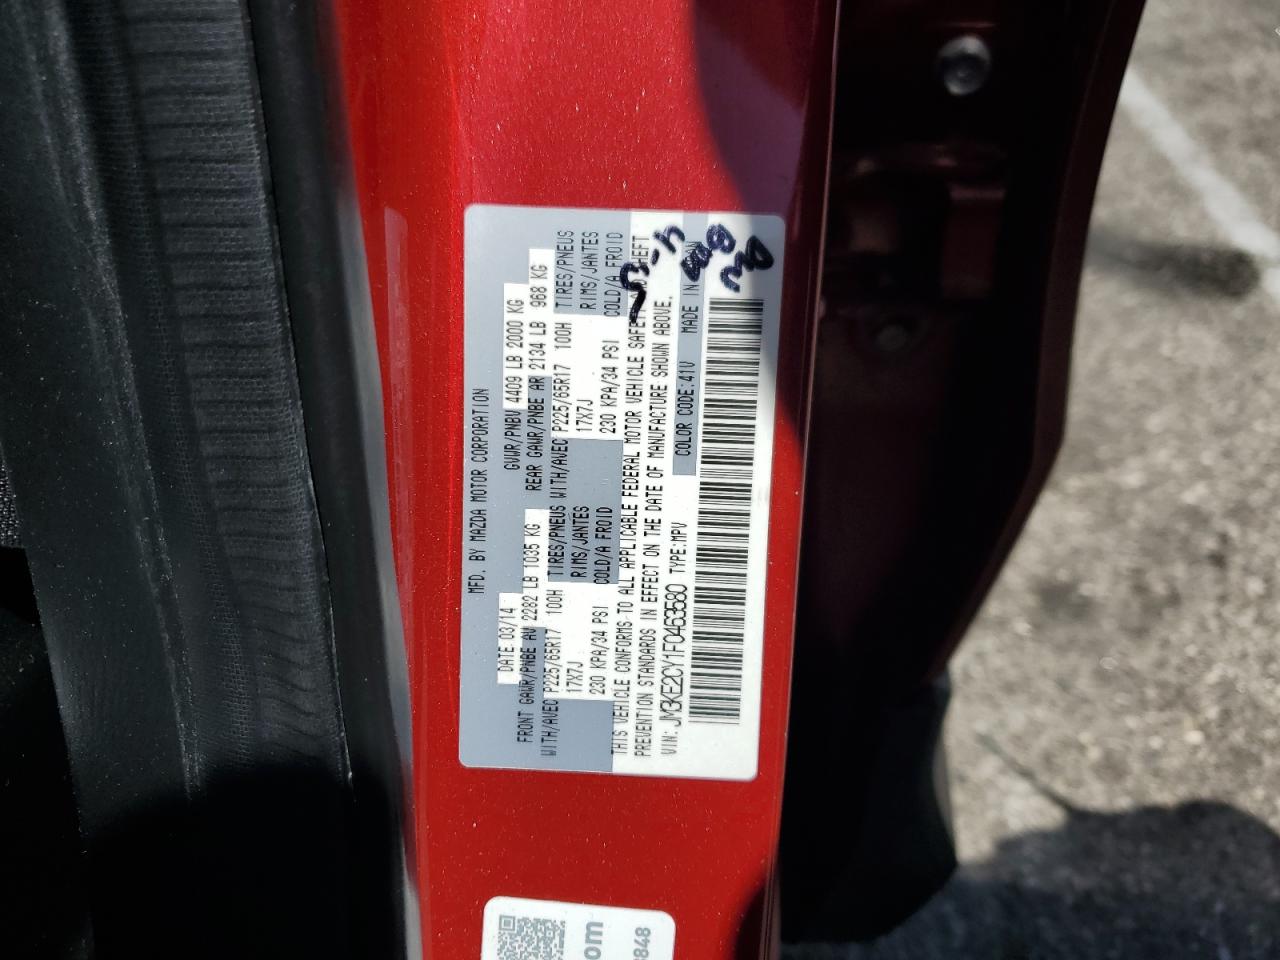 MFD. BY MAZDA MOTOR CORPORATION
DATE 03/14 GVWR/PNBV 4409 LB 2000 KG
FRONT GAWR/PNBE AV 2282 LB 1035 KG REAR GAWR/PNBE AR 2134 LB 968 KG
WITH/AVEC P225/65R17 100H TIRES/PNEUS WITH/AVEC P225/65R17 100H TIRES/PNEUS
17X7J RIMS/JANTES 17X7J RIMS/JANTES
230 KPA/34 PSI COLD/A FROID 230 KPA/34 PSI COLD/A FROID
THIS VEHICLE CONFORMS TO ALL APPLICABLE FEDERAL MOTOR VEHICLE
PREVENTION STANDARDS IN EFFECT ON THE DATE OF MANUFACTURE SHOWN ABOVE.
VIN: JM3KE2CY1F0463580 TYPE:MPV COLOR CODE:41V MADE IN
om
848